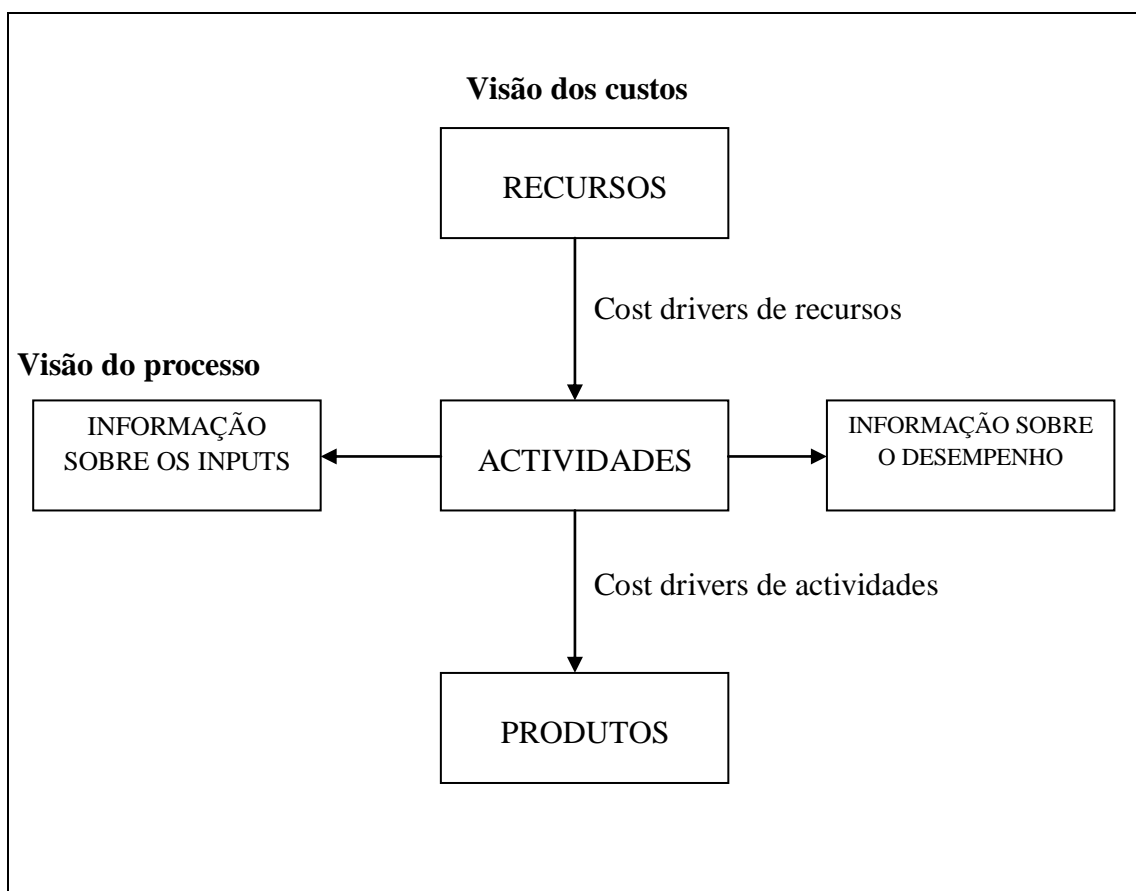 Visão dos custos
RECURSOS
Cost drivers de recursos
Visão do processo
INFORMAÇÃO
SOBRE OS INPUTS
ACTIVIDADES
INFORMAÇÃO SOBRE
O DESEMPENHO
Cost drivers de actividades
PRODUTOS